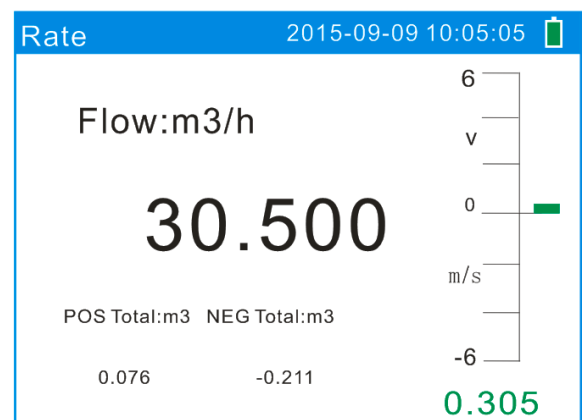 Rate 2015-09-09 10:05:05
6
Flow:m3/h
v
30.500
0
m/s
POS Total:m3 NEG Total:m3
-6
0.076 -0.211
0.305